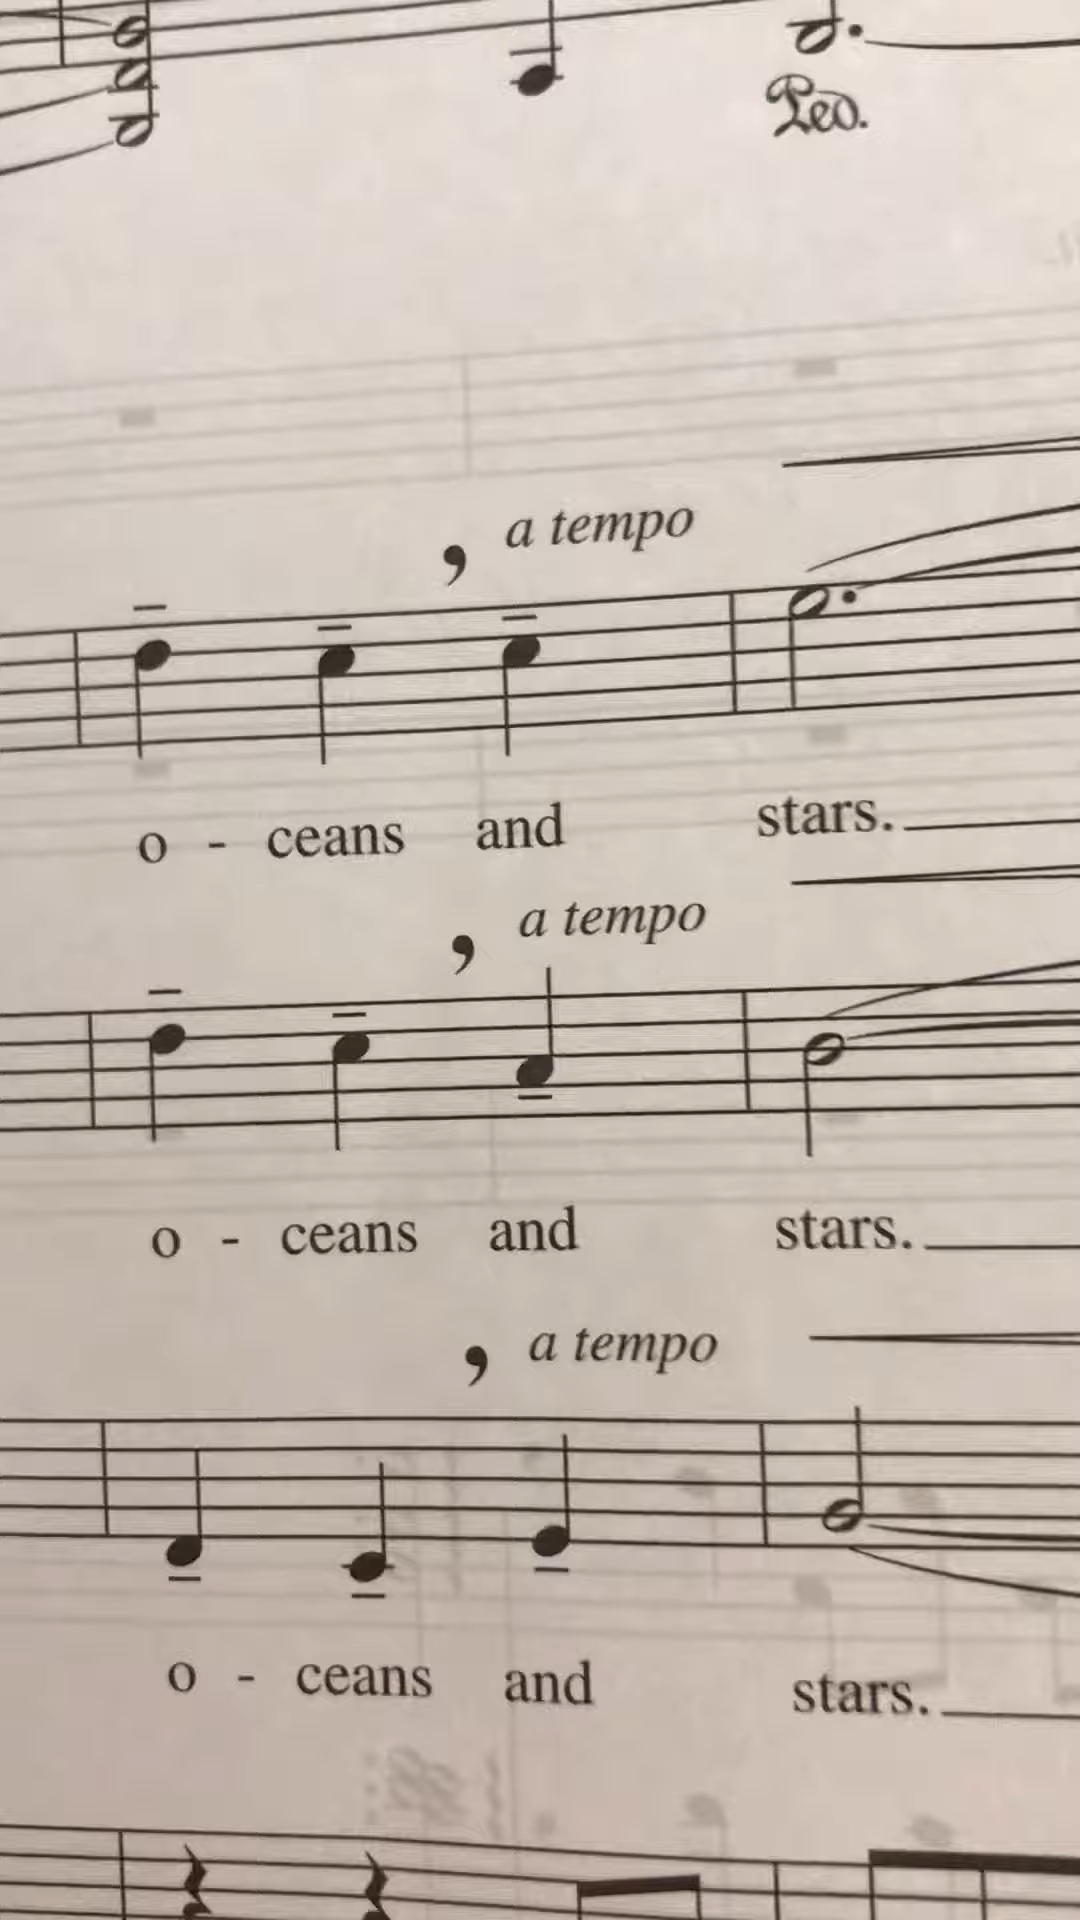 Ped.
a tempo
o - ceans and stars.
a tempo
o - ceans and stars.
a tempo
o - ceans and stars.